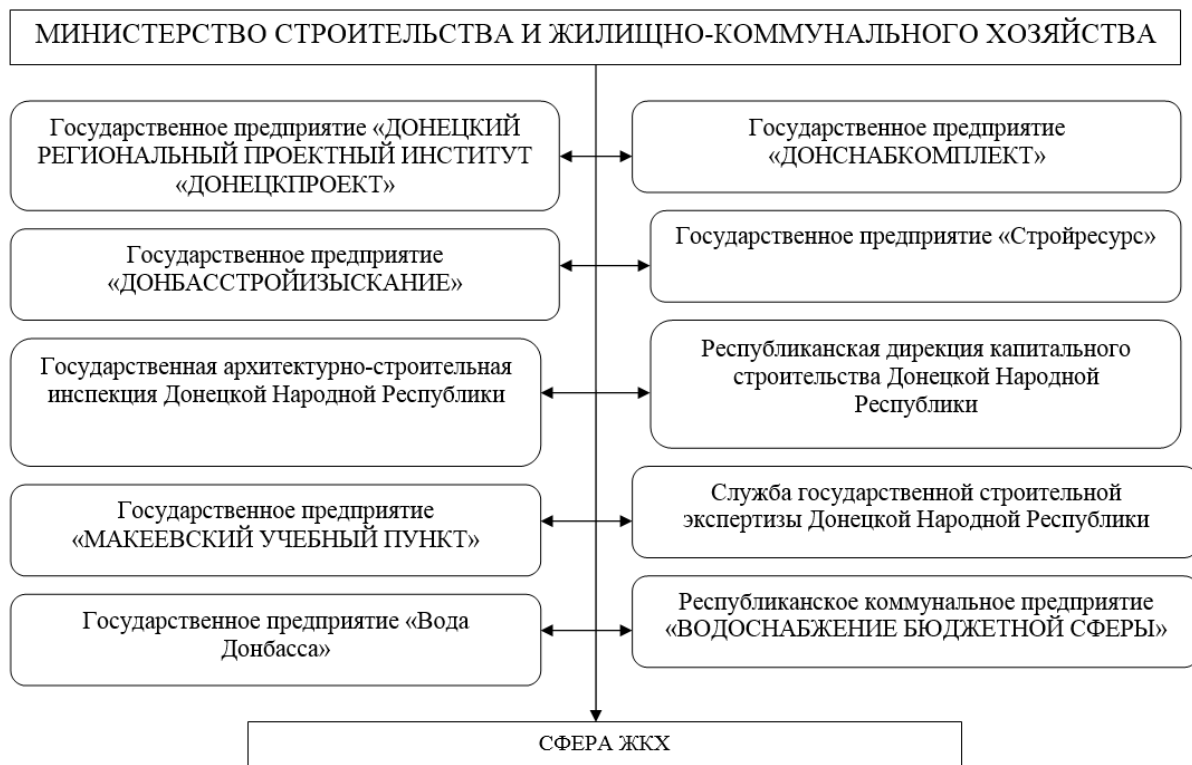 МИНИСТЕРСТВО СТРОИТЕЛЬСТВА И ЖИЛИЩНО-КОММУНАЛЬНОГО ХОЗЯЙСТВА
Государственное предприятие «ДОНЕЦКИЙ
РЕГИОНАЛЬНЫЙ ПРОЕКТНЫЙ ИНСТИТУТ
«ДОНЕЦКПРОЕКТ»
Государственное предприятие
«ДОНСНАБКОМПЛЕКТ»
Государственное предприятие
«ДОНБАССТРОЙИЗЫСКАНИЕ»
Государственное предприятие «Стройресурс»
Государственная архитектурно-строительная
инспекция Донецкой Народной Республики
Республиканская дирекция капитального
строительства Донецкой Народной
Республики
Государственное предприятие
«МАКЕЕВСКИЙ УЧЕБНЫЙ ПУНКТ»
Служба государственной строительной
экспертизы Донецкой Народной Республики
Государственное предприятие «Вода
Донбасса»
Республиканское коммунальное предприятие
«ВОДОСНАБЖЕНИЕ БЮДЖЕТНОЙ СФЕРЫ»
СФЕРА ЖКХ